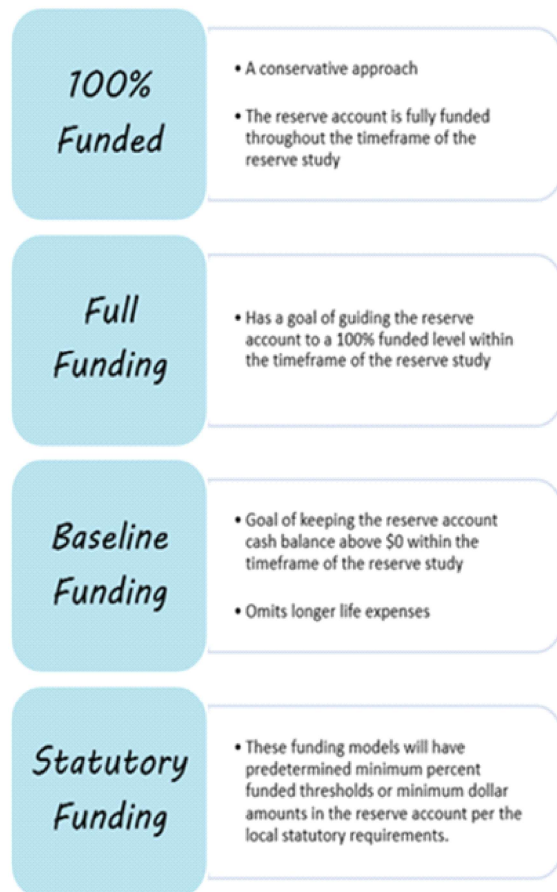 100%
Funded
• A conservative approach
• The reserve account is fully funded
throughout the timeframe of the
reserve study
Full
Funding
• Has a goal of guiding the reserve
account to a 100% funded level within
the timeframe of the reserve study
Baseline
Funding
• Goal of keeping the reserve account
cash balance above $0 within the
timeframe of the reserve study
• Omits longer life expenses
Statutory
Funding
• These funding models will have
predetermined minimum percent
funded thresholds or minimum dollar
amounts in the reserve account per the
local statutory requirements.